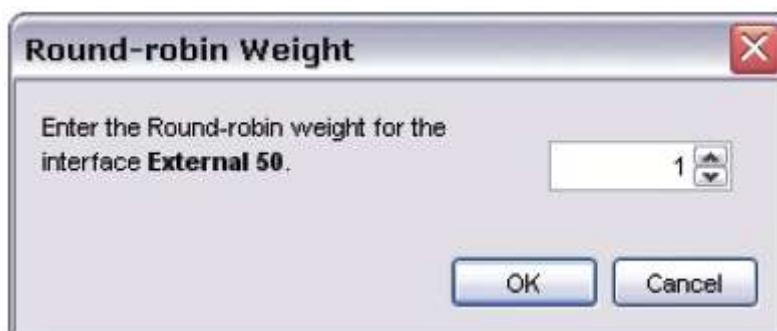 Round-robin Weight
Enter the Round-robin weight for the
interface External 50.
1
OK
Cancel